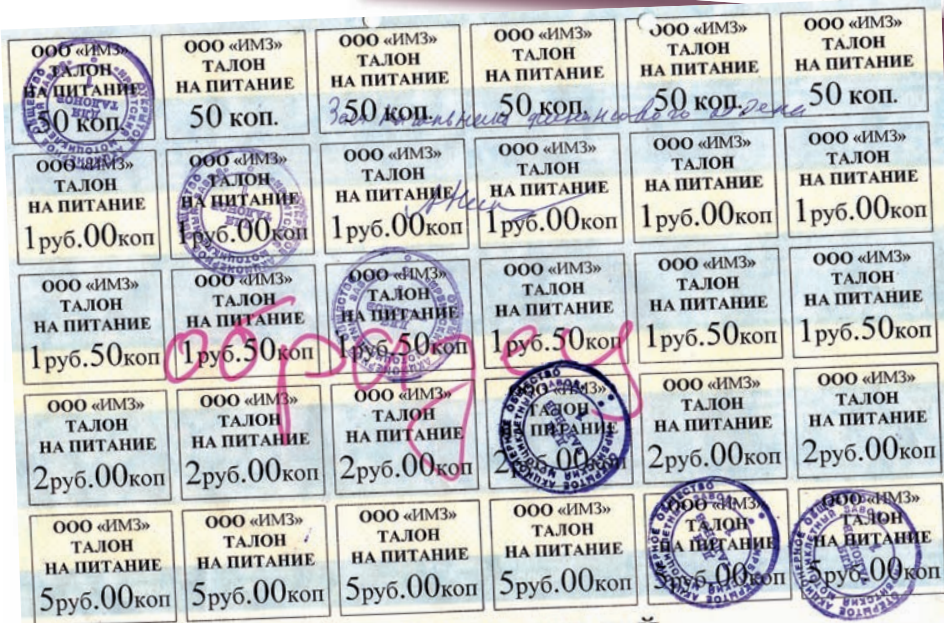 ООО «ИМЗ» ООО «ИМЗ» ООО «ИМЗ» ООО «ИМЗ» ООО «ИМЗ» ООО «ИМЗ»
ТАЛОН ТАЛОН ТАЛОН ТАЛОН ТАЛОН ТАЛОН
НА ПИТАНИЕ НА ПИТАНИЕ НА ПИТАНИЕ НА ПИТАНИЕ НА ПИТАНИЕ НА ПИТАНИЕ
50 коп. 50 коп. 50 коп. 50 коп. 50 коп. 50 коп.
Зам начальника финансового отдела
ООО «ИМЗ» ООО «ИМЗ» ООО «ИМЗ» ООО «ИМЗ» ООО «ИМЗ» ООО «ИМЗ»
ТАЛОН ТАЛОН ТАЛОН ТАЛОН ТАЛОН ТАЛОН
НА ПИТАНИЕ НА ПИТАНИЕ НА ПИТАНИЕ НА ПИТАНИЕ НА ПИТАНИЕ НА ПИТАНИЕ
1руб.00коп 1руб.00коп 1руб.00коп 1руб.00коп 1руб.00коп 1руб.00коп
ООО «ИМЗ» ООО «ИМЗ» ООО «ИМЗ» ООО «ИМЗ» ООО «ИМЗ» ООО «ИМЗ»
ТАЛОН ТАЛОН ТАЛОН ТАЛОН ТАЛОН ТАЛОН
НА ПИТАНИЕ НА ПИТАНИЕ НА ПИТАНИЕ НА ПИТАНИЕ НА ПИТАНИЕ НА ПИТАНИЕ
1руб.50коп 1руб.50коп 1руб.50коп 1руб.50коп 1руб.50коп 1руб.50коп
образец
ООО «ИМЗ» ООО «ИМЗ» ООО «ИМЗ» ООО «ИМЗ» ООО «ИМЗ» ООО «ИМЗ»
ТАЛОН ТАЛОН ТАЛОН ТАЛОН ТАЛОН ТАЛОН
НА ПИТАНИЕ НА ПИТАНИЕ НА ПИТАНИЕ НА ПИТАНИЕ НА ПИТАНИЕ НА ПИТАНИЕ
2руб.00коп 2руб.00коп 2руб.00коп 2руб.00коп 2руб.00коп 2руб.00коп
ОТКРЫТОЕ АКЦИОНЕРНОЕ ОБЩЕСТВО
МОТОЦИКЛЕТНЫЙ ЗАВОД
ООО «ИМЗ» ООО «ИМЗ» ООО «ИМЗ» ООО «ИМЗ» ООО «ИМЗ»
ТАЛОН ТАЛОН ТАЛОН ТАЛОН ТАЛОН ТАЛОН
НА ПИТАНИЕ НА ПИТАНИЕ НА ПИТАНИЕ НА ПИТАНИЕ НА ПИТАНИЕ НА ПИТАНИЕ
5руб.00коп 5руб.00коп 5руб.00коп 5руб.00коп 5руб.00коп 5руб.00коп